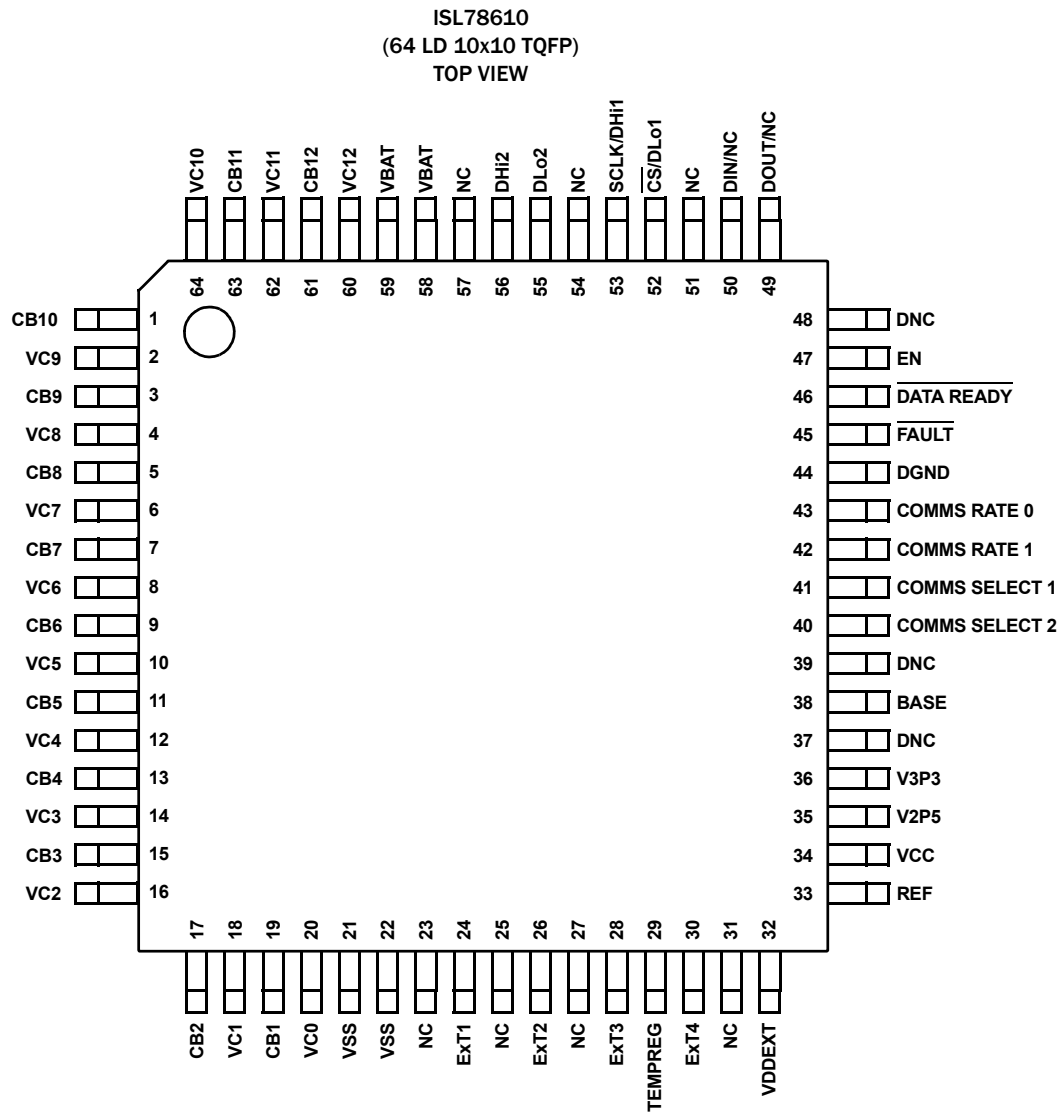 ISL78610
(64 LD 10x10 TQFP)
TOP VIEW
VC10
CB11
VC11
CB12
VC12
VBAT
VBAT
NC
DHi2
DLo2
NC
SCLK/DHi1
CS/DLo1
NC
DIN/NC
DOUT/NC
64
63
62
61
60
59
58
57
56
55
54
53
52
51
50
49
CB10 1
VC9 2
CB9 3
VC8 4
CB8 5
VC7 6
CB7 7
VC6 8
CB6 9
VC5 10
CB5 11
VC4 12
CB4 13
VC3 14
CB3 15
VC2 16
48 DNC
47 EN
46 DATA READY
45 FAULT
44 DGND
43 COMMS RATE 0
42 COMMS RATE 1
41 COMMS SELECT 1
40 COMMS SELECT 2
39 DNC
38 BASE
37 DNC
36 V3P3
35 V2P5
34 VCC
33 REF
17
18
19
20
21
22
23
24
25
26
27
28
29
30
31
32
CB2
VC1
CB1
VC0
VSS
VSS
NC
ExT1
NC
ExT2
NC
ExT3
TEMPREG
ExT4
NC
VDDEXT